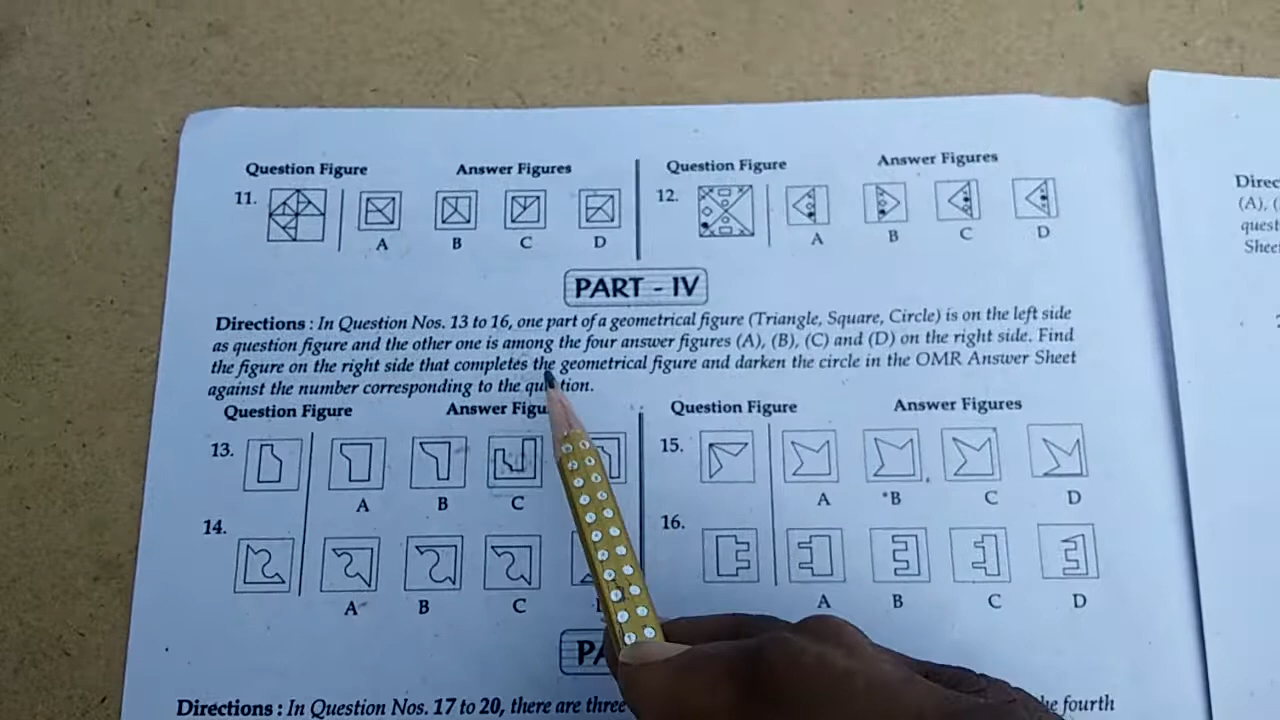 Question Figure Answer Figures
11. A B C D
Question Figure Answer Figures
12. A B C D
PART - IV
Directions : In Question Nos. 13 to 16, one part of a geometrical figure (Triangle, Square, Circle) is on the left side
as question figure and the other one is among the four answer figures (A), (B), (C) and (D) on the right side. Find
the figure on the right side that completes the geometrical figure and darken the circle in the OMR Answer Sheet
against the number corresponding to the question.
Question Figure Answer
13. A B C
14. A B C
Question Figure Answer Figures
15. A *B C D
16. A B C D
Directions : In Question Nos. 17 to 20, there are three
fourth
(A),